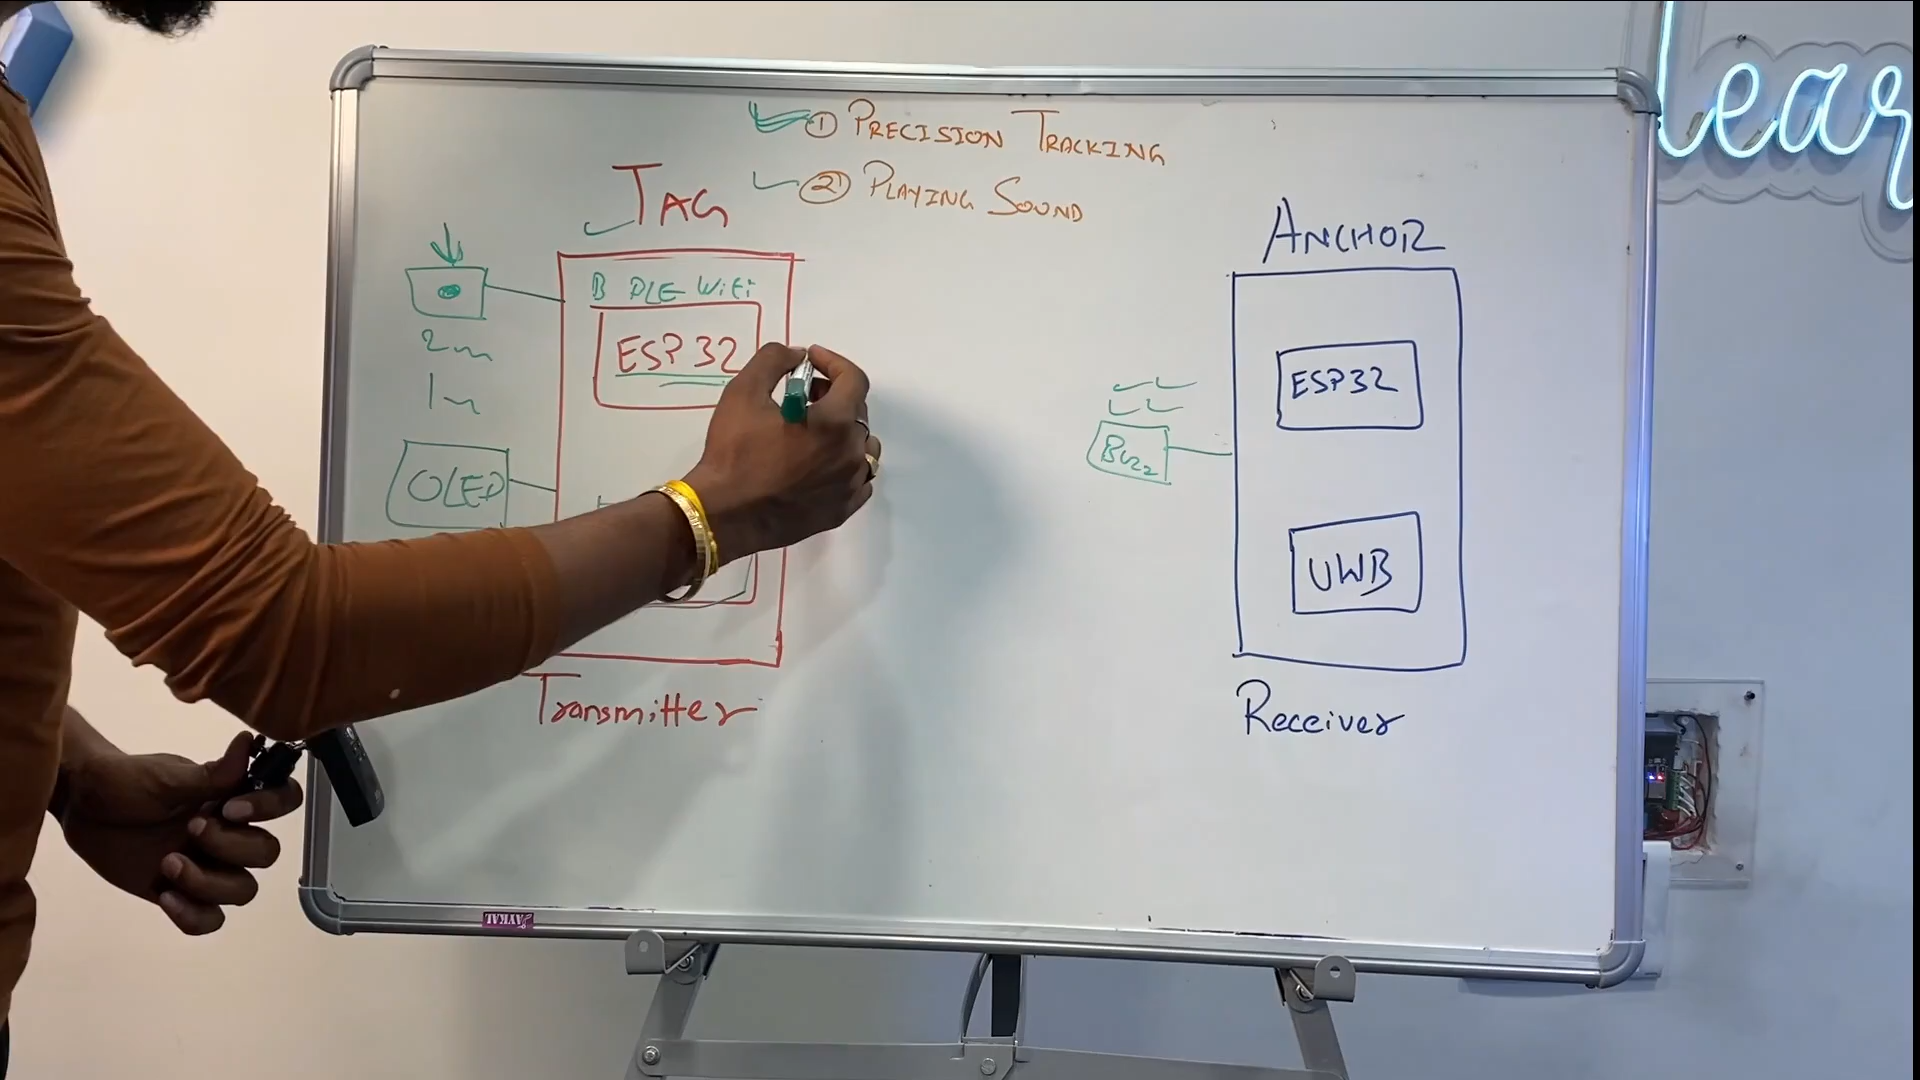 ① PRECISION TRACKING
② PLAYING SOUND
TAG
ANCHOR
BLE WiFi
ESP32
2m
1m
OLED
ESP32
Buzz
UWB
Transmitter
Receiver
lear